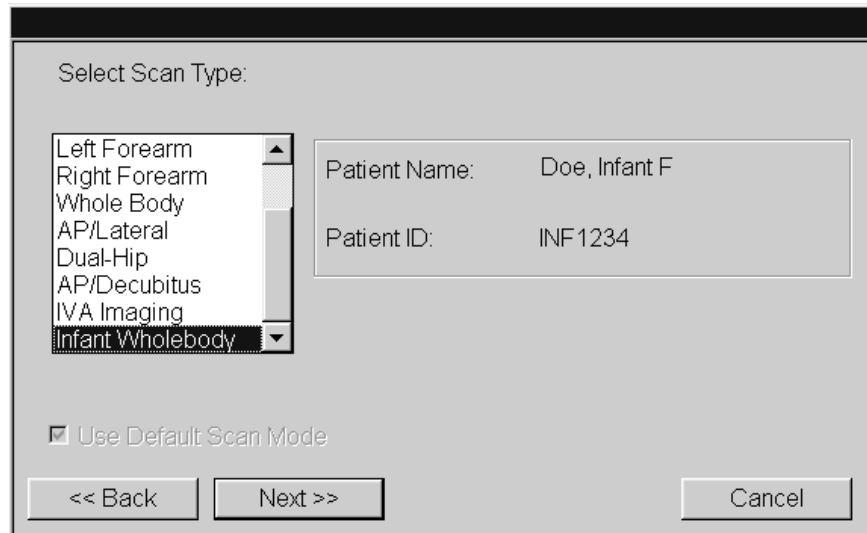 Select Scan Type:
Left Forearm
Right Forearm
Whole Body
AP/Lateral
Dual-Hip
AP/Decubitus
IVA Imaging
Infant Wholebody
Patient Name: Doe, Infant F
Patient ID: INF1234
Use Default Scan Mode
<< Back Next >> Cancel